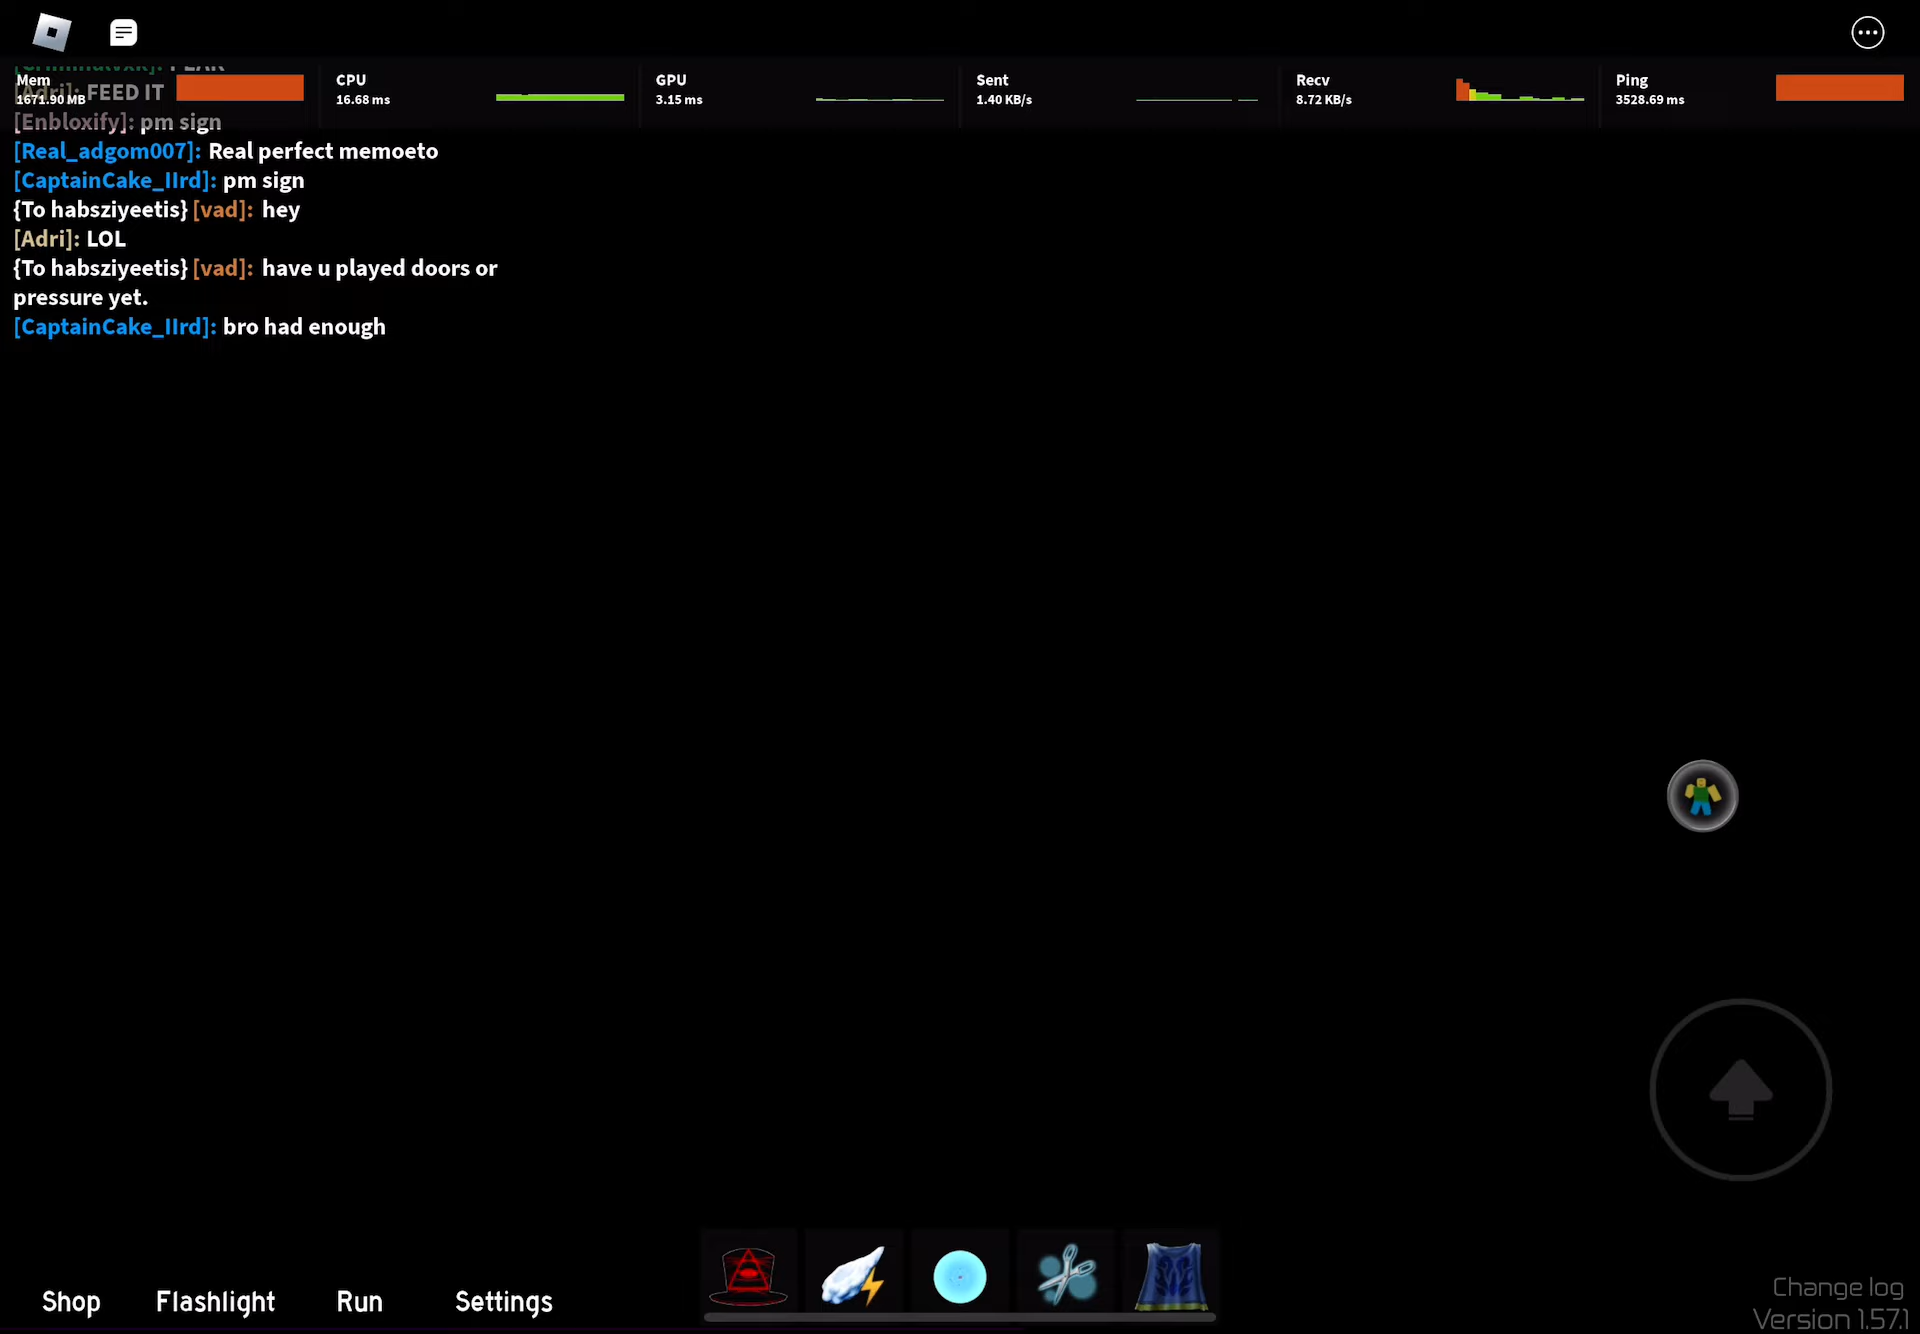 Mem
1671.90 MB
CPU
16.68 ms
GPU
3.15 ms
Sent
1.40 KB/s
Recv
8.72 KB/s
Ping
3528.69 ms
[Adri]: FEED IT
[Enbloxify]: pm sign
[Real_adgom007]: Real perfect memoeto
[CaptainCake_IIrd]: pm sign
{To habsziyeetis} [vad]: hey
[Adri]: LOL
{To habsziyeetis} [vad]: have u played doors or
pressure yet.
[CaptainCake_IIrd]: bro had enough
Shop
Flashlight
Run
Settings
Change log
Version 1.57.1